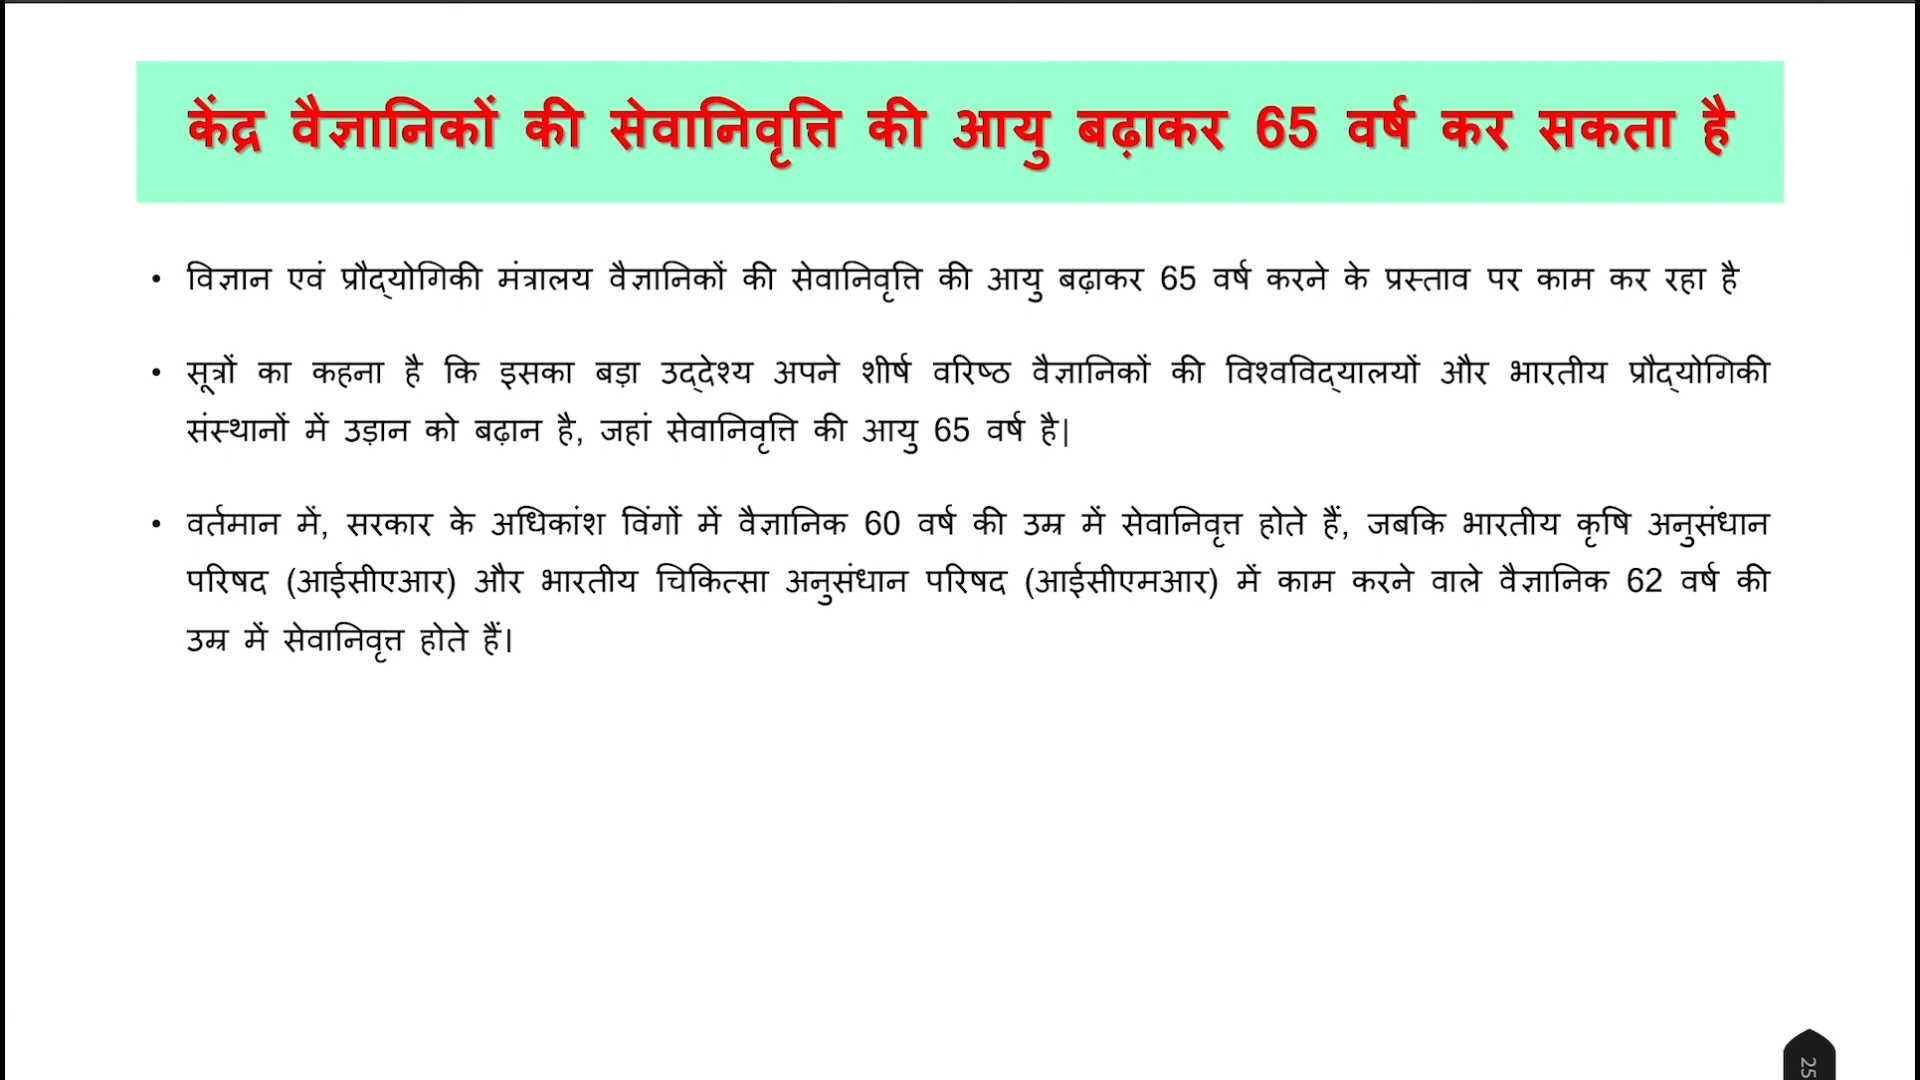 केंद्र वैज्ञानिकों की सेवानिवृत्ति की आयु बढ़ाकर 65 वर्ष कर सकता है
• विज्ञान एवं प्रौद्योगिकी मंत्रालय वैज्ञानिकों की सेवानिवृत्ति की आयु बढ़ाकर 65 वर्ष करने के प्रस्ताव पर काम कर रहा है
• सूत्रों का कहना है कि इसका बड़ा उद्देश्य अपने शीर्ष वरिष्ठ वैज्ञानिकों की विश्वविद्यालयों और भारतीय प्रौद्योगिकी
संस्थानों में उड़ान को बढ़ान है, जहां सेवानिवृत्ति की आयु 65 वर्ष है|
• वर्तमान में, सरकार के अधिकांश विंगों में वैज्ञानिक 60 वर्ष की उम्र में सेवानिवृत्त होते हैं, जबकि भारतीय कृषि अनुसंधान
परिषद (आईसीएआर) और भारतीय चिकित्सा अनुसंधान परिषद (आईसीएमआर) में काम करने वाले वैज्ञानिक 62 वर्ष की
उम्र में सेवानिवृत्त होते हैं।
25